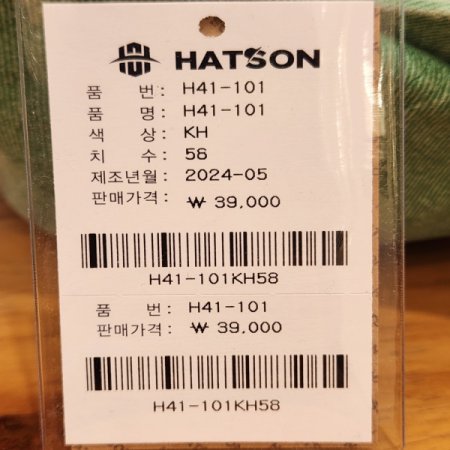 HATSON
품 번: H41-101
품 명: H41-101
색 상: KH
치 수: 58
제조년월: 2024-05
판매가격: ₩ 39,000
H41-101KH58
품 번: H41-101
판매가격: ₩ 39,000
H41-101KH58